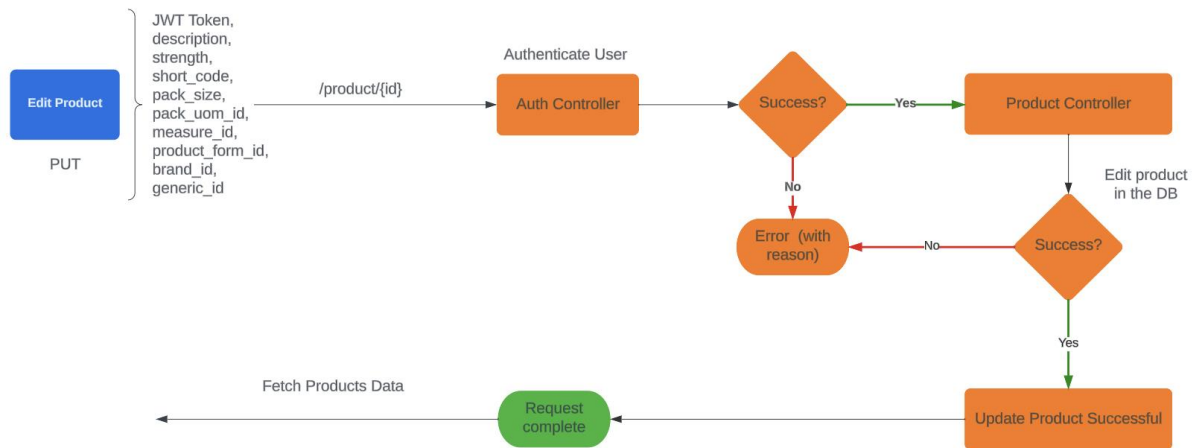 Edit Product
PUT
JWT Token,
description,
strength,
short_code,
pack_size,
pack_uom_id,
measure_id,
product_form_id,
brand_id,
generic_id
/product/{id}
Authenticate User
Auth Controller
Success?
Yes
Product Controller
No
Edit product
in the DB
Error (with
reason)
No
Success?
Yes
Fetch Products Data
Request
complete
Update Product Successful